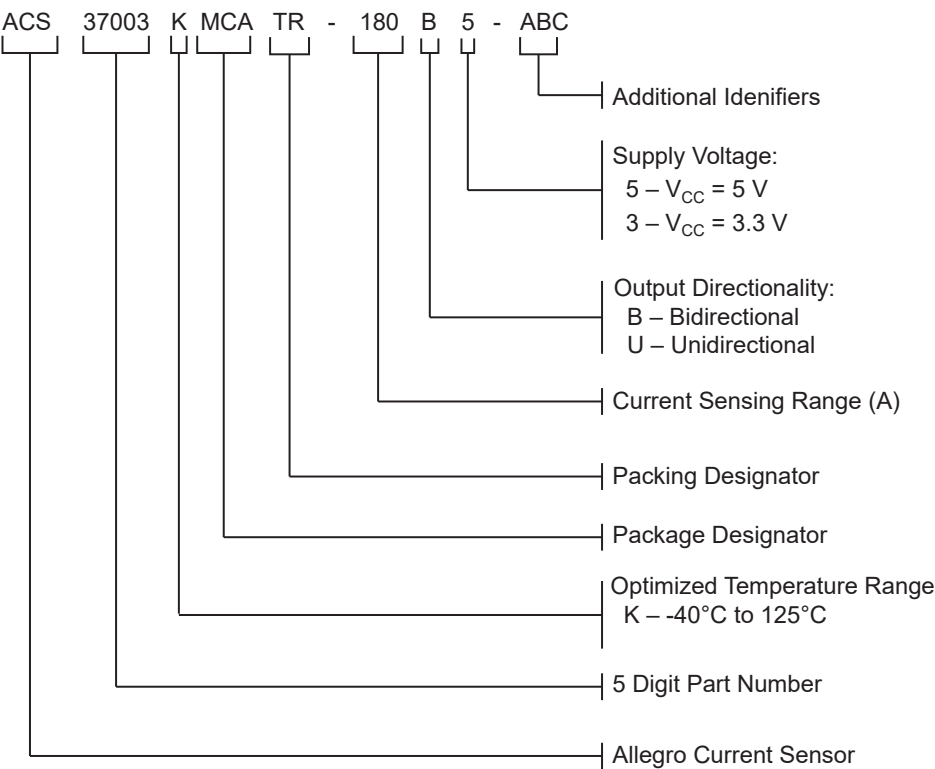 ACS 37003 K MCA TR - 180 B 5 - ABC
Additional Idenifiers
Supply Voltage:
5 – VCC = 5 V
3 – VCC = 3.3 V
Output Directionality:
B – Bidirectional
U – Unidirectional
Current Sensing Range (A)
Packing Designator
Package Designator
Optimized Temperature Range
K – -40°C to 125°C
5 Digit Part Number
Allegro Current Sensor